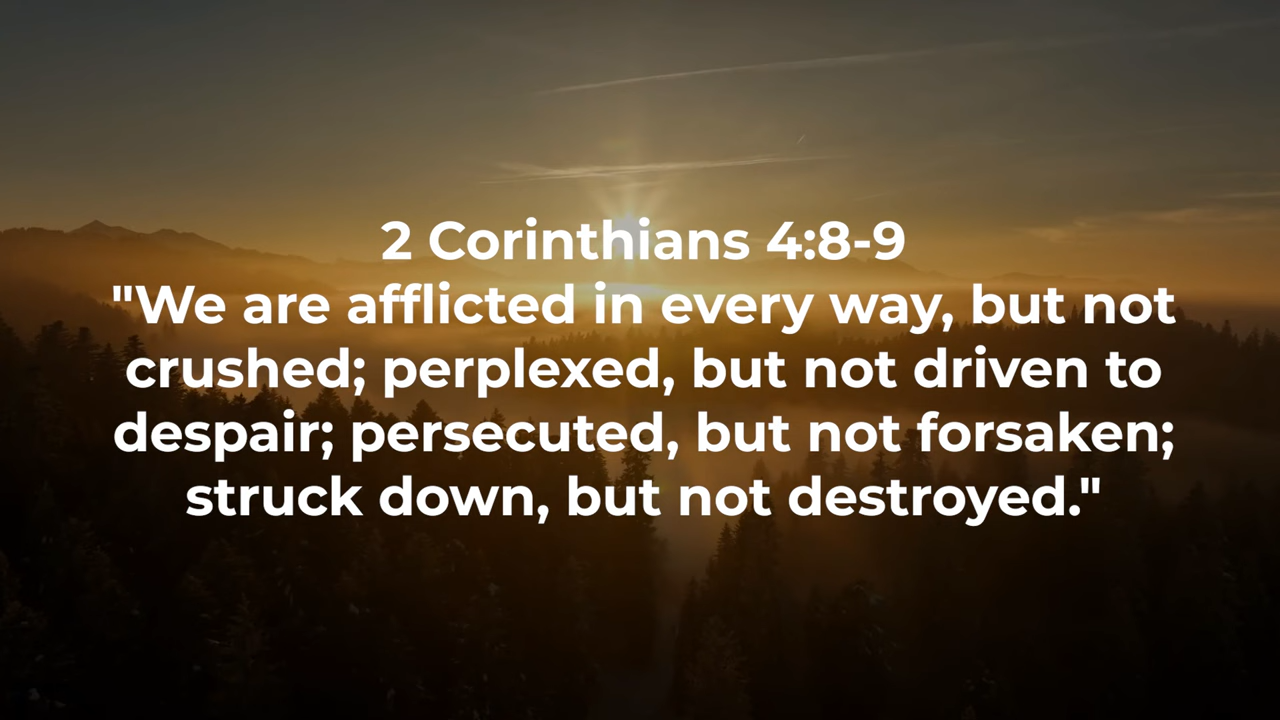 2 Corinthians 4:8-9
"We are afflicted in every way, but not
crushed; perplexed, but not driven to
despair; persecuted, but not forsaken;
struck down, but not destroyed."